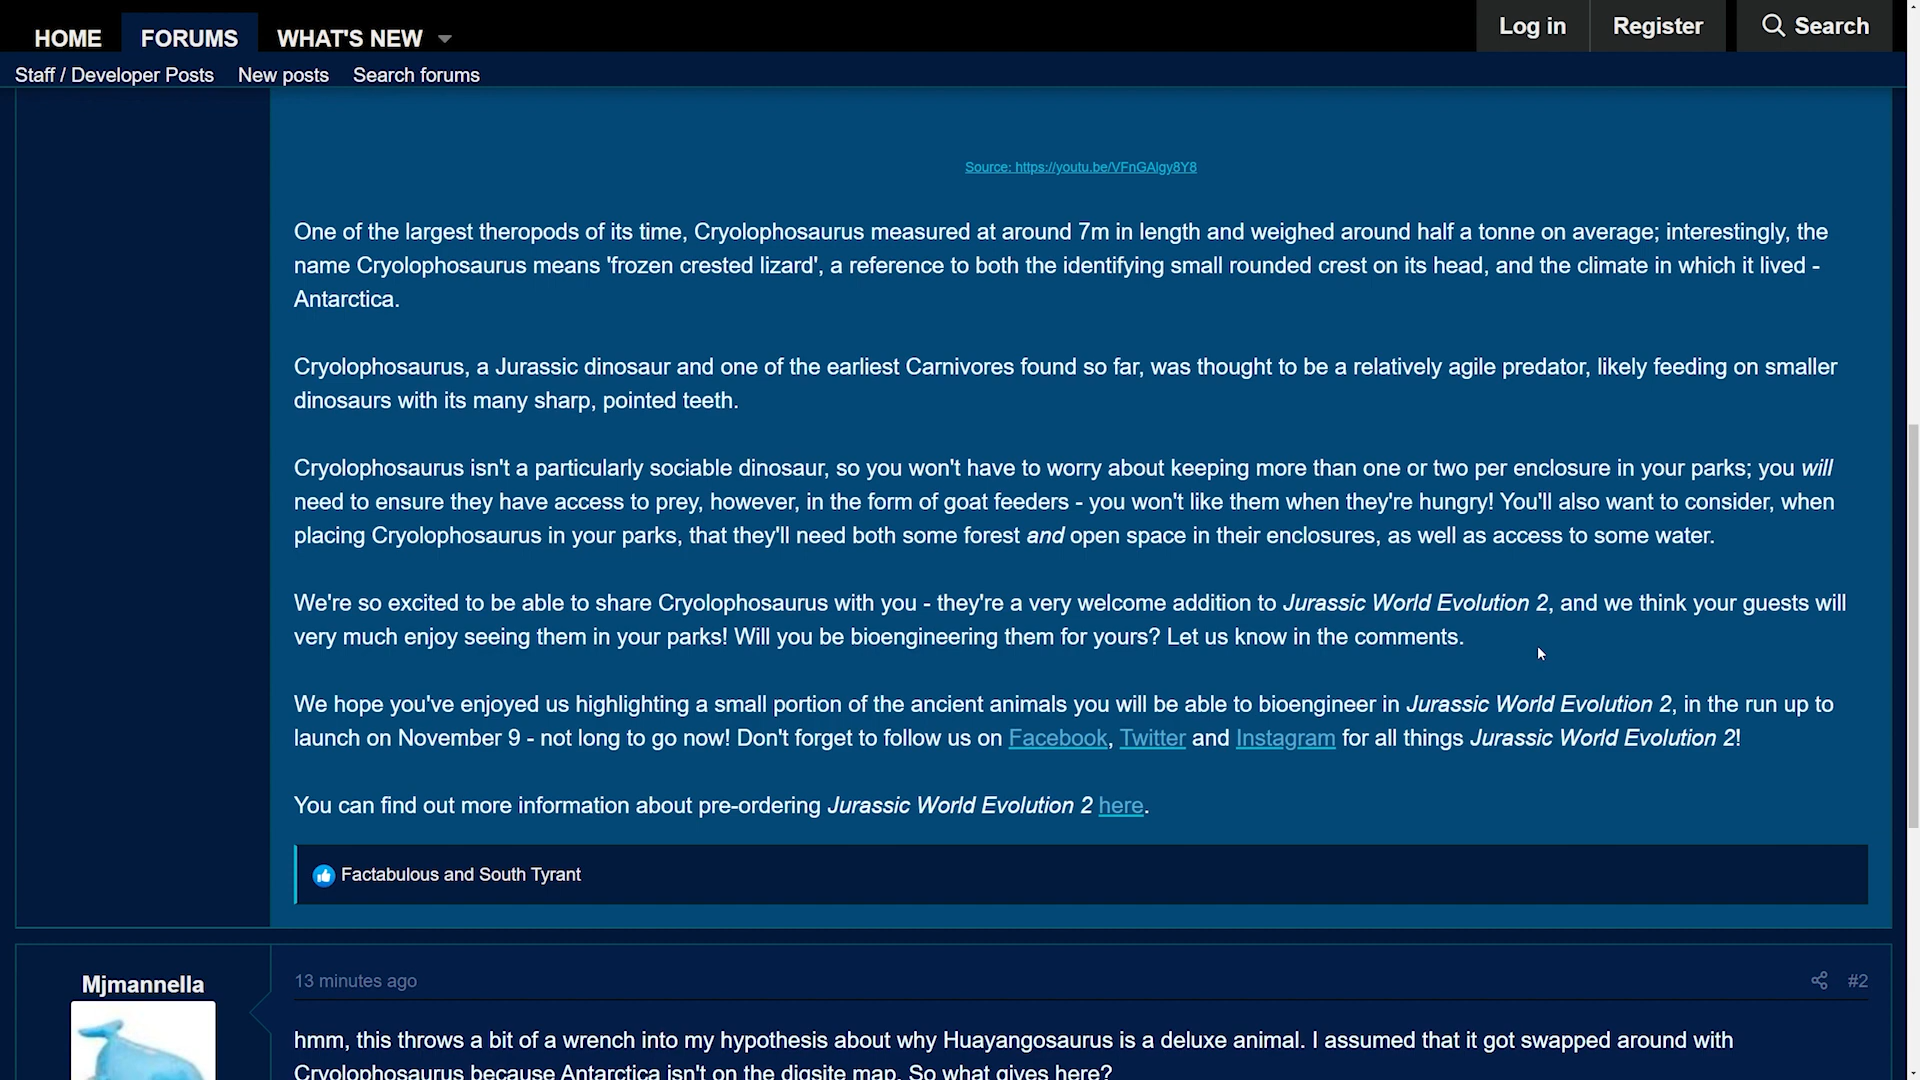 HOME FORUMS WHAT'S NEW Log in Register Search
Staff / Developer Posts New posts Search forums
Source: https://youtu.be/VFnGAlgy8Y8
One of the largest theropods of its time, Cryolophosaurus measured at around 7m in length and weighed around half a tonne on average; interestingly, the
name Cryolophosaurus means 'frozen crested lizard', a reference to both the identifying small rounded crest on its head, and the climate in which it lived -
Antarctica.
Cryolophosaurus, a Jurassic dinosaur and one of the earliest Carnivores found so far, was thought to be a relatively agile predator, likely feeding on smaller
dinosaurs with its many sharp, pointed teeth.
Cryolophosaurus isn't a particularly sociable dinosaur, so you won't have to worry about keeping more than one or two per enclosure in your parks; you will
need to ensure they have access to prey, however, in the form of goat feeders - you won't like them when they're hungry! You'll also want to consider, when
placing Cryolophosaurus in your parks, that they'll need both some forest and open space in their enclosures, as well as access to some water.
We're so excited to be able to share Cryolophosaurus with you - they're a very welcome addition to Jurassic World Evolution 2, and we think your guests will
very much enjoy seeing them in your parks! Will you be bioengineering them for yours? Let us know in the comments.
We hope you've enjoyed us highlighting a small portion of the ancient animals you will be able to bioengineer in Jurassic World Evolution 2, in the run up to
launch on November 9 - not long to go now! Don't forget to follow us on Facebook, Twitter and Instagram for all things Jurassic World Evolution 2!
You can find out more information about pre-ordering Jurassic World Evolution 2 here.
Factabulous and South Tyrant
Mjmannella
13 minutes ago #2
hmm, this throws a bit of a wrench into my hypothesis about why Huayangosaurus is a deluxe animal. I assumed that it got swapped around with
Cryolophosaurus because Antarctica isn't on the digsite map. So what gives here?